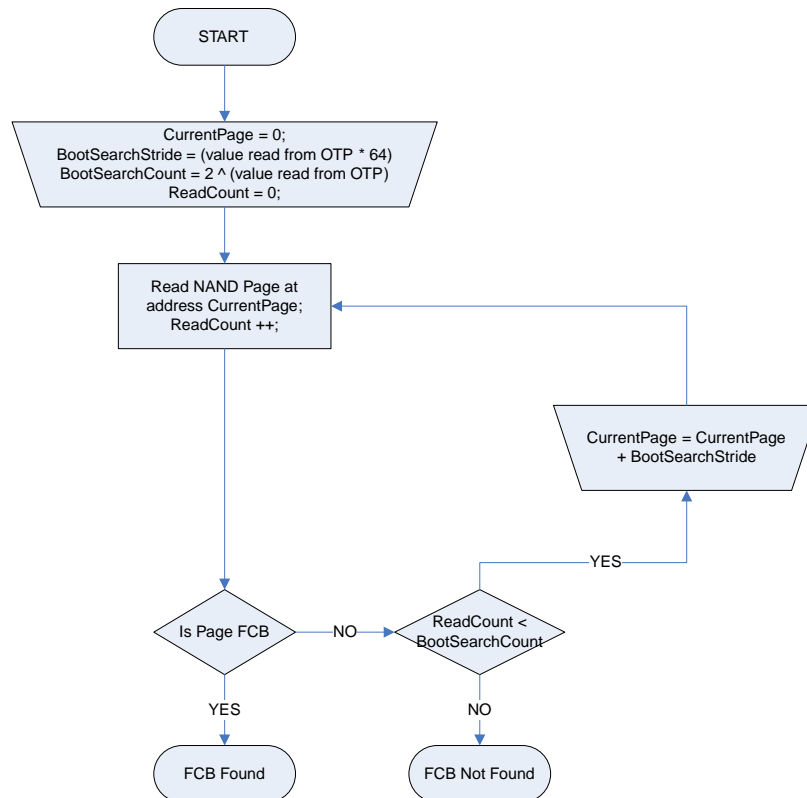 START
CurrentPage = 0;
BootSearchStride = (value read from OTP * 64)
BootSearchCount = 2 ^ (value read from OTP)
ReadCount = 0;
Read NAND Page at
address CurrentPage;
ReadCount ++;
CurrentPage = CurrentPage
+ BootSearchStride
YES
Is Page FCB
NO
ReadCount <
BootSearchCount
YES
NO
FCB Found
FCB Not Found